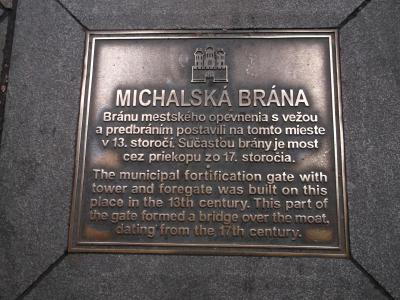 MICHALSKÁ BRÁNA
Bránu mestského opevnenia s vežou
a predbráním postavili na tomto mieste
v 13. storočí. Súčasťou brány je most
cez priekopu zo 17. storočia.
The municipal fortification gate with
tower and foregate was built on this
place in the 13th century. This part of
the gate formed a bridge over the moat,
dating from the 17th century.